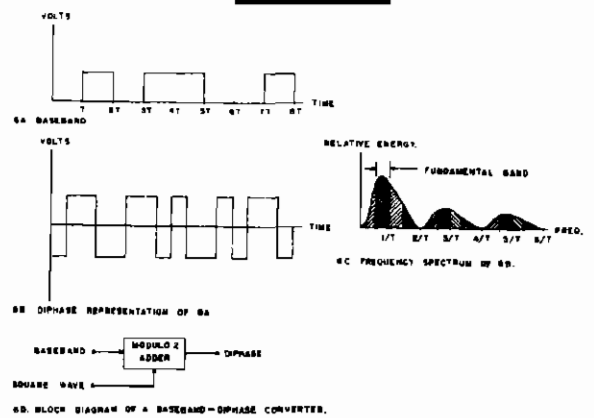 VOLTS
T 2T 3T 4T 5T 6T 7T 8T TIME
6A BASEBAND
VOLTS
TIME
6B DIPHASE REPRESENTATION OF 6A
RELATIVE ENERGY.
FUNDAMENTAL BAND
1/T 2/T 3/T 4/T 5/T 6/T FREQ.
6C FREQUENCY SPECTRUM OF 6B.
BASEBAND MODULO 2 ADDER DIPHASE
SQUARE WAVE
6D. BLOCK DIAGRAM OF A BASEBAND-DIPHASE CONVERTER.